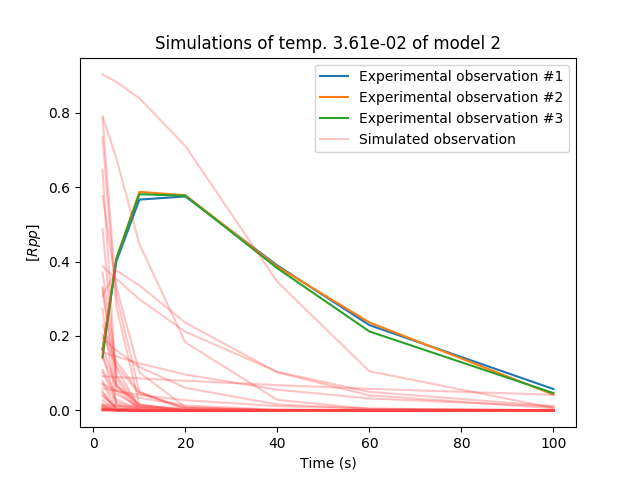 Simulations of temp. 3.61e-02 of model 2
Experimental observation #1
Experimental observation #2
Experimental observation #3
Simulated observation
[Rpp]
0.8
0.6
0.4
0.2
0.0
0 20 40 60 80 100
Time (s)